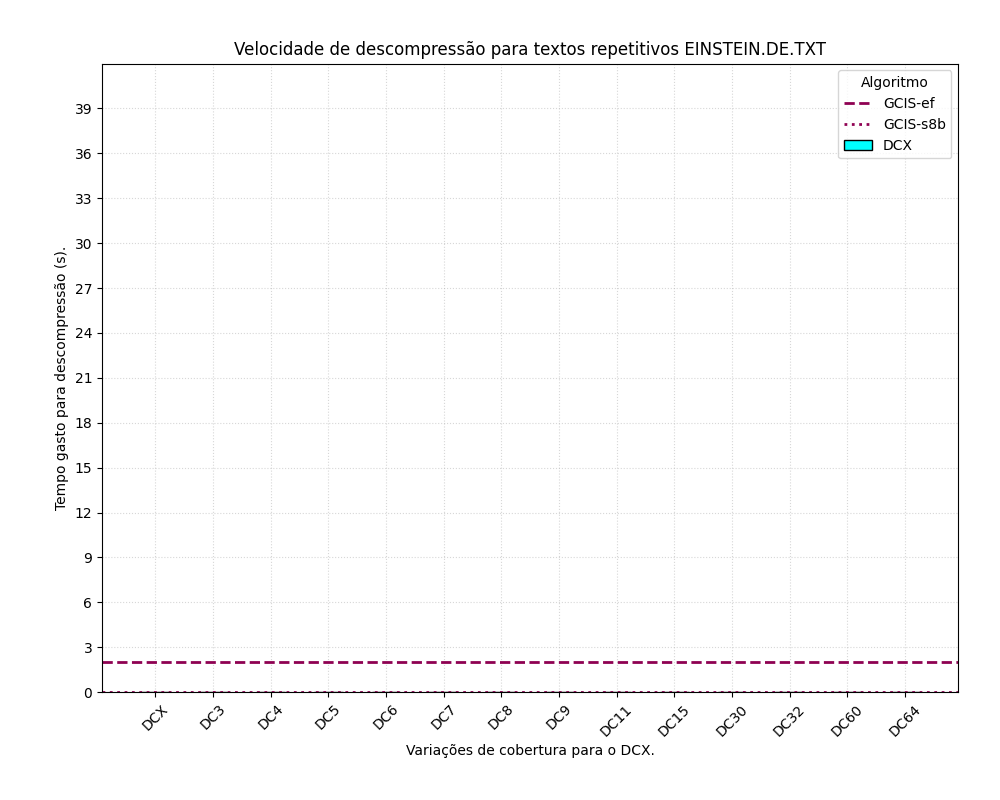 Velocidade de descompressão para textos repetitivos EINSTEIN.DE.TXT
Algoritmo
GCIS-ef
GCIS-s8b
DCX
Tempo gasto para descompressão (s).
39
36
33
30
27
24
21
18
15
12
9
6
3
0
DCX DC3 DC4 DC5 DC6 DC7 DC8 DC9 DC11 DC15 DC30 DC32 DC60 DC64
Variações de cobertura para o DCX.